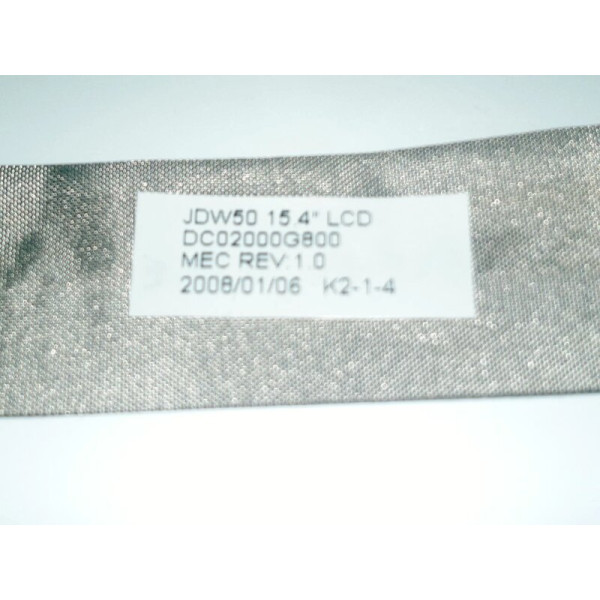 JDW50 15.4" LCD
DC02000G800
MEC REV:1.0
2008/01/06 K2-1-4